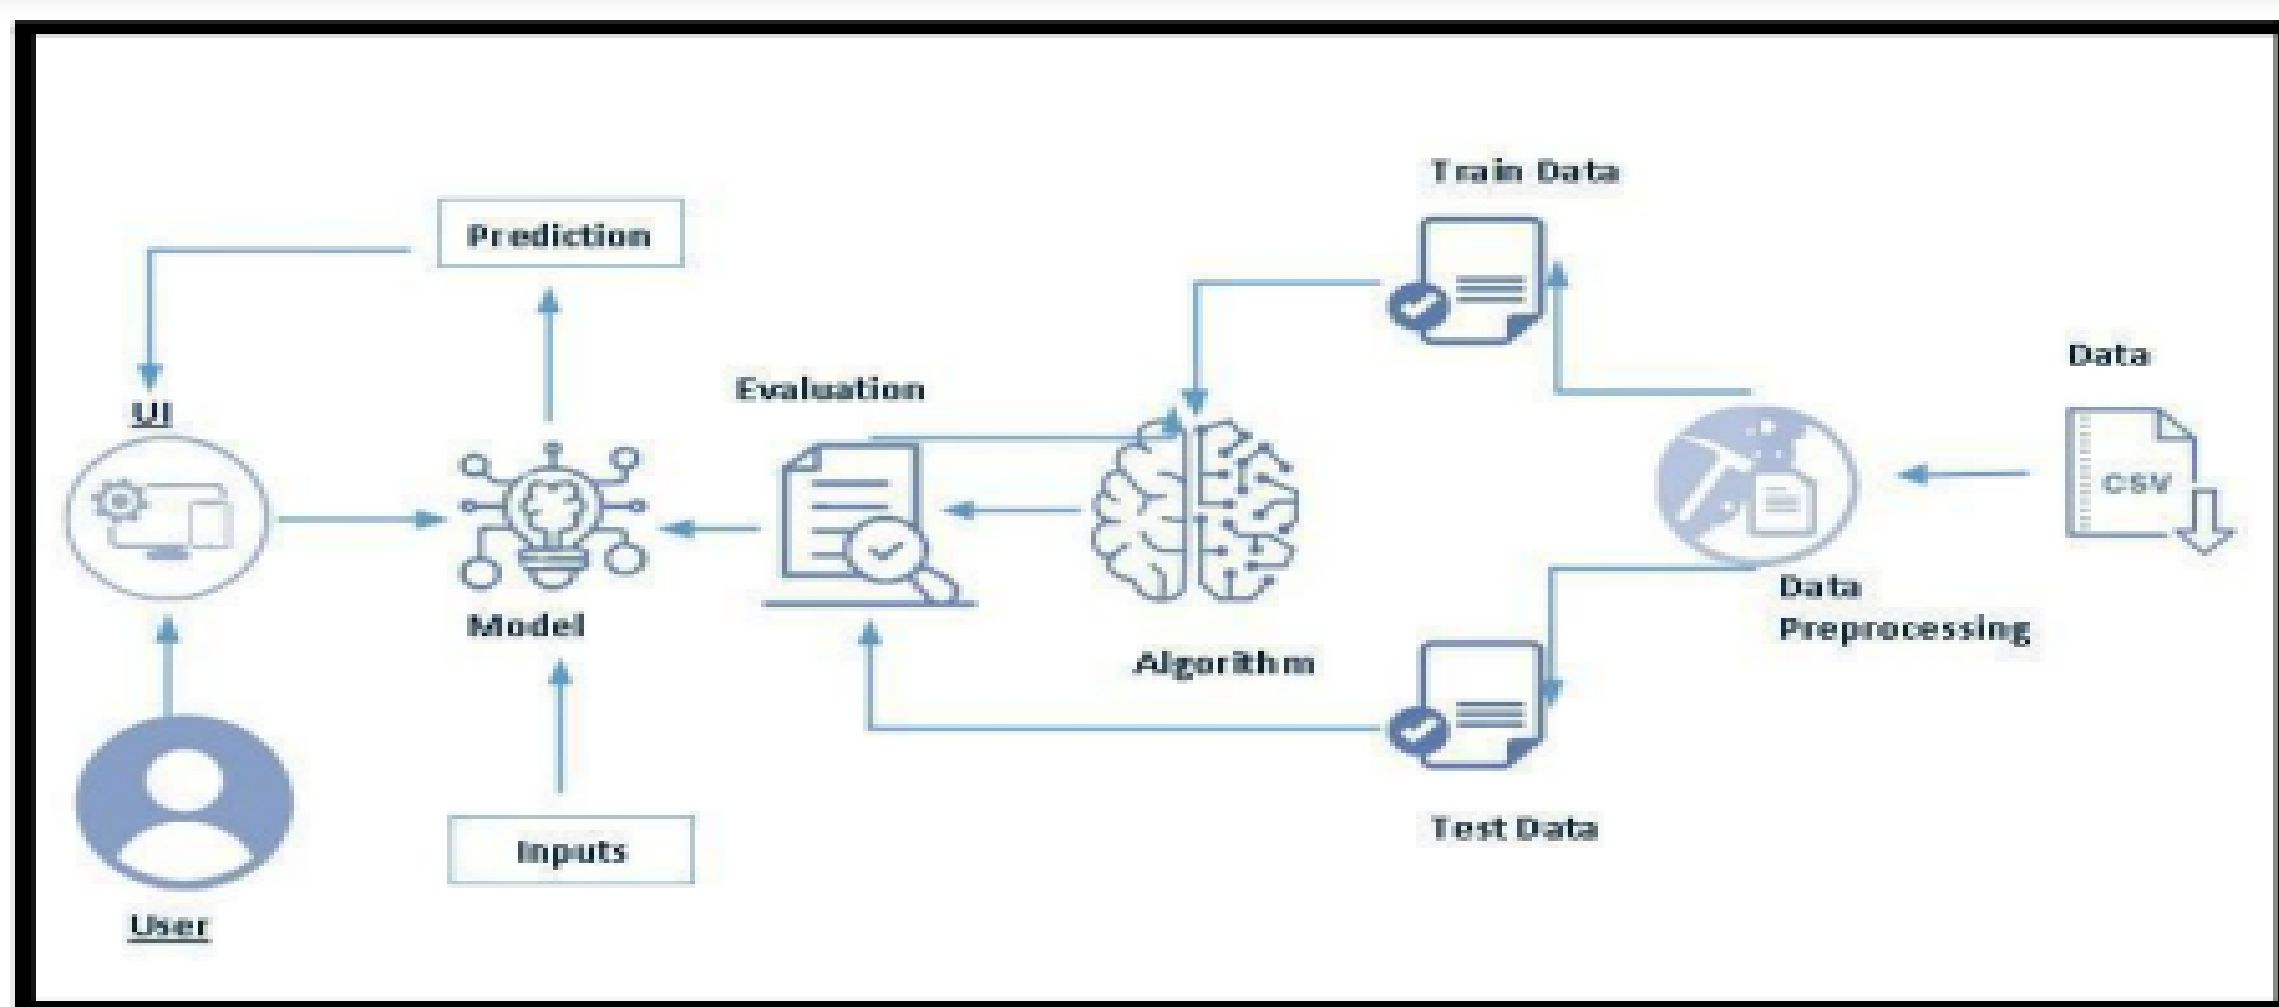 Train Data
Prediction
Data
Evaluation
UI
CSV
Data
Preprocessing
Model
Algorithm
Test Data
Inputs
User